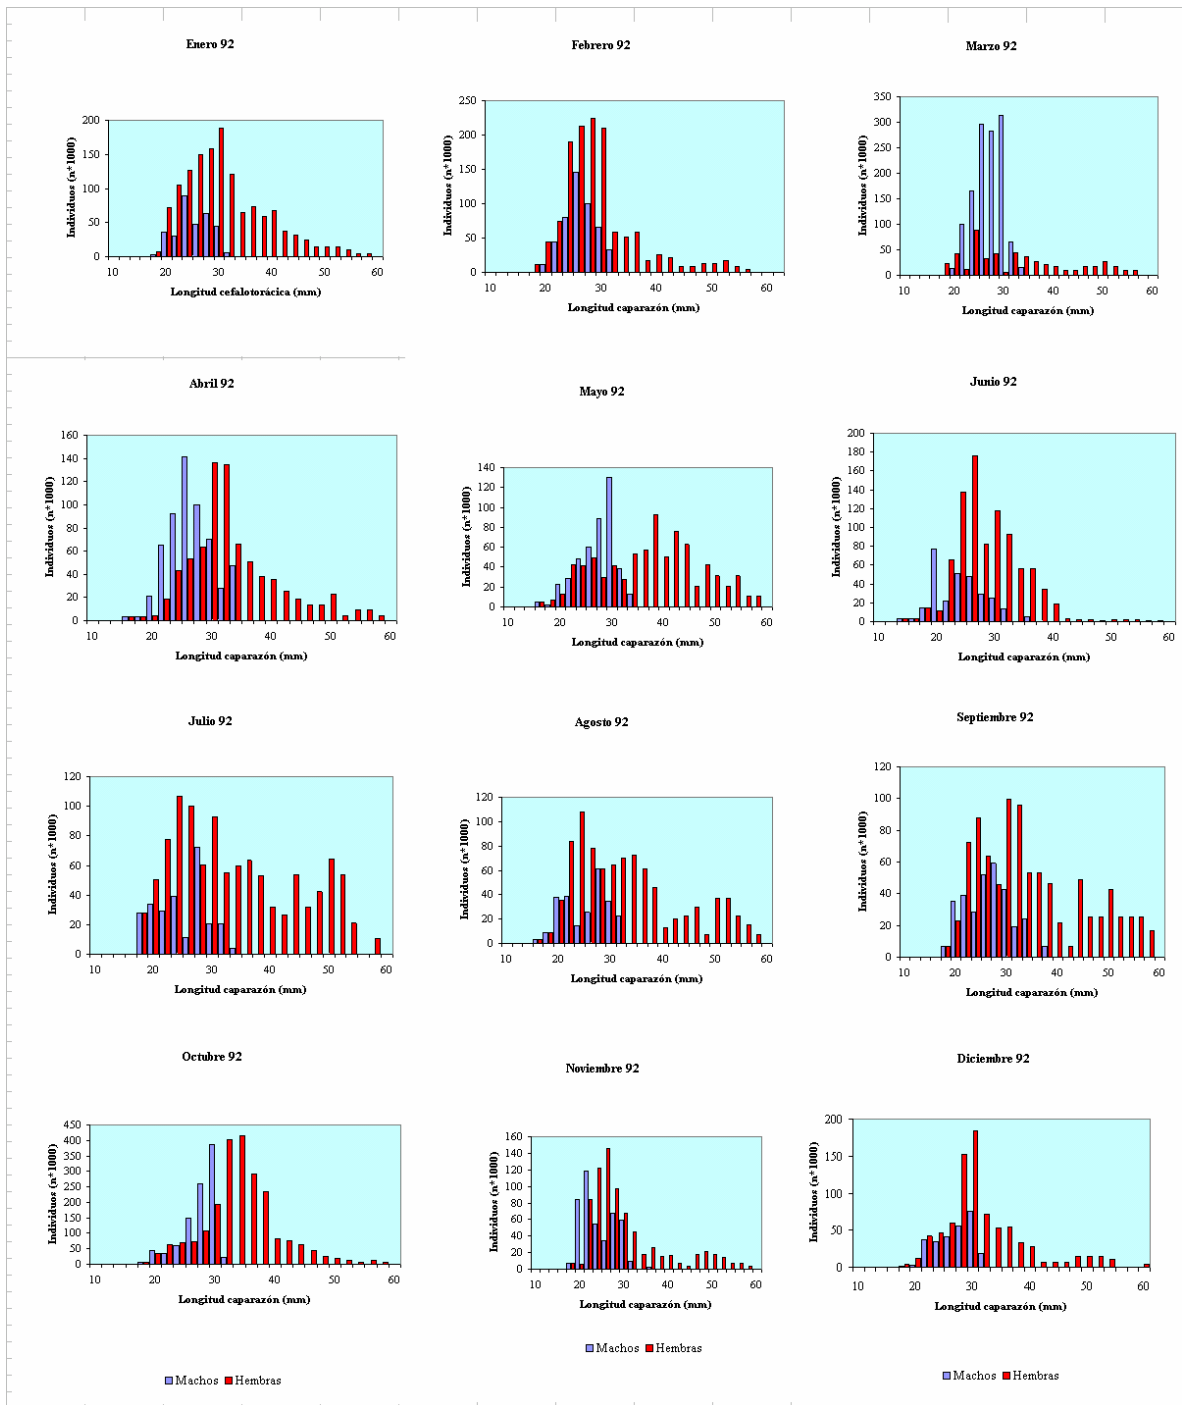 Enero 92
Febrero 92
Marzo 92
200
150
100
50
0
Individuos (n*1000)
10 20 30 40 50 60
Longitud cefalotorácica (mm)
250
200
150
100
50
0
Individuos (n*1000)
10 20 30 40 50 60
Longitud caparazón (mm)
350
300
250
200
150
100
50
0
Individuos (n*1000)
10 20 30 40 50 60
Longitud caparazón (mm)
Abril 92
Mayo 92
Junio 92
160
140
120
100
80
60
40
20
0
Individuos (n*1000)
10 20 30 40 50 60
Longitud caparazón (mm)
140
120
100
80
60
40
20
0
Individuos (n*1000)
10 20 30 40 50 60
Longitud caparazón (mm)
200
180
160
140
120
100
80
60
40
20
0
Individuos (n*1000)
10 20 30 40 50 60
Longitud caparazón (mm)
Julio 92
Agosto 92
Septiembre 92
120
100
80
60
40
20
0
Individuos (n*1000)
10 20 30 40 50 60
Longitud caparazón (mm)
120
100
80
60
40
20
0
Individuos (n*1000)
10 20 30 40 50 60
Longitud caparazón (mm)
120
100
80
60
40
20
0
Individuos (n*1000)
10 20 30 40 50 60
Longitud caparazón (mm)
Octubre 92
Noviembre 92
Diciembre 92
450
400
350
300
250
200
150
100
50
0
Individuos (n*1000)
10 20 30 40 50 60
Longitud caparazón (mm)
Machos Hembras
160
140
120
100
80
60
40
20
0
Individuos (n*1000)
10 20 30 40 50 60
Longitud caparazón (mm)
Machos Hembras
200
150
100
50
0
Individuos (n*1000)
10 20 30 40 50 60
Longitud caparazón (mm)
Machos Hembras